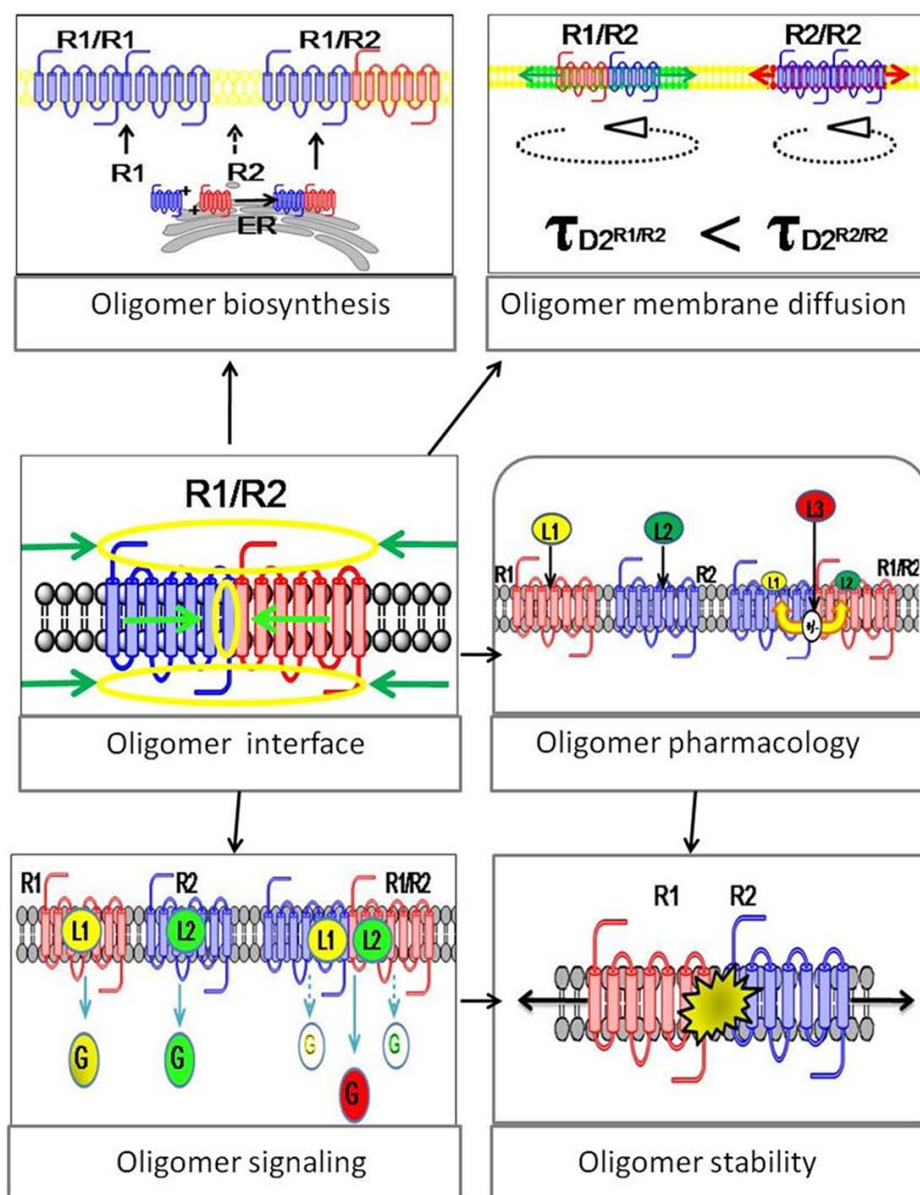 R1/R1 R1/R2
R1 R2
+
+
ER
Oligomer biosynthesis
R1/R2 R2/R2
τD2R1/R2 < τD2R2/R2
Oligomer membrane diffusion
R1/R2
Oligomer interface
L1 L2 L3
R1 R2 R1/R2
L1 L2
+/-
Oligomer pharmacology
R1 R2 R1/R2
L1 L2 L1 L2
G G G G
G
Oligomer signaling
R1 R2
Oligomer stability